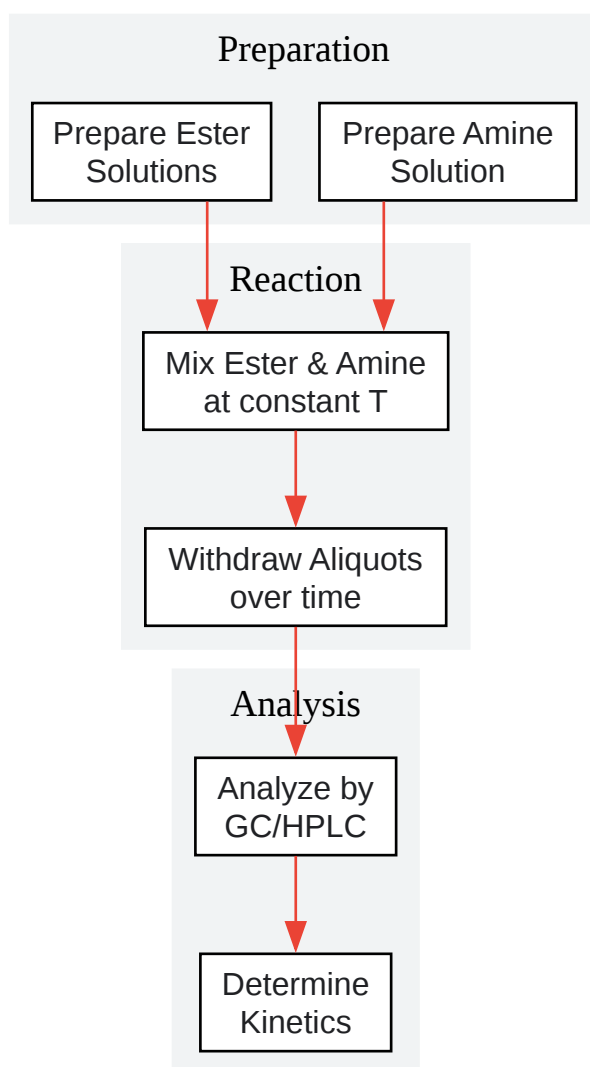 Preparation
Prepare Ester
Solutions
Prepare Amine
Solution
Reaction
Mix Ester & Amine
at constant T
Withdraw Aliquots
over time
Analysis
Analyze by
GC/HPLC
Determine
Kinetics